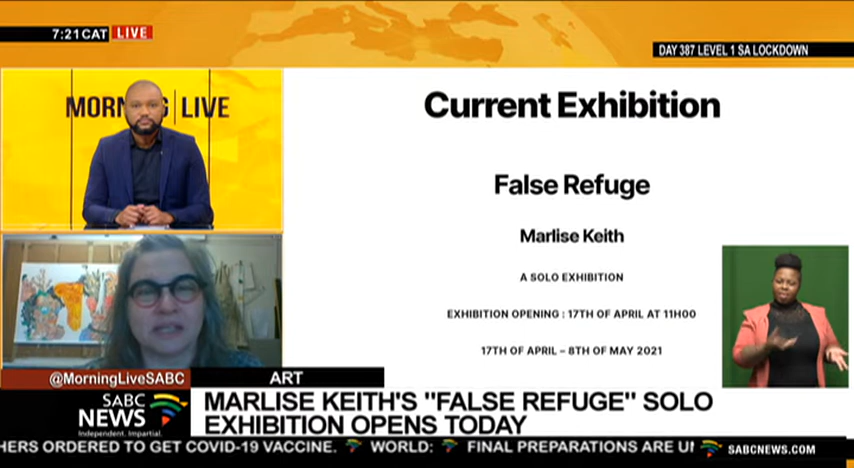 7:21 CAT LIVE
DAY 387 LEVEL 1 SA LOCKDOWN
LIVE
Current Exhibition
False Refuge
Marlise Keith
A SOLO EXHIBITION
EXHIBITION OPENING : 17TH OF APRIL AT 11H00
17TH OF APRIL – 8TH OF MAY 2021
@MorningLiveSABC
ART
SABC
NEWS
Independent. Impartial.
MARLISE KEITH'S "FALSE REFUGE" SOLO
EXHIBITION OPENS TODAY
ORDERED TO GET COVID-19 VACCINE. WORLD: FINAL PREPARATIONS ARE
SABCNEWS.COM